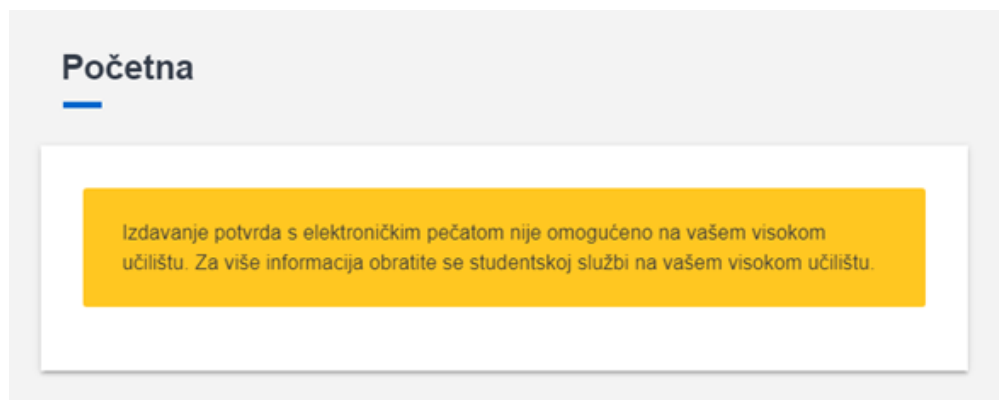 Početna
Izdavanje potvrda s elektroničkim pečatom nije omogućeno na vašem visokom
učilištu. Za više informacija obratite se studentskoj službi na vašem visokom učilištu.